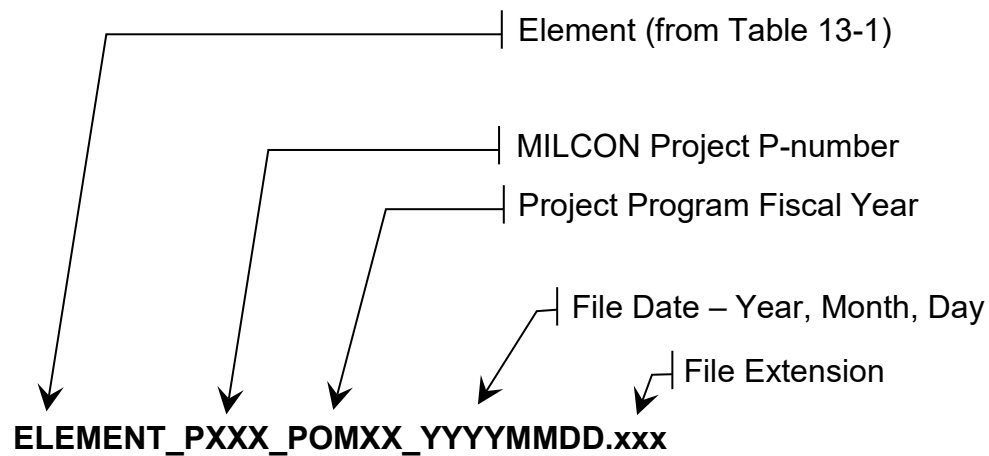 Element (from Table 13-1)
MILCON Project P-number
Project Program Fiscal Year
File Date – Year, Month, Day
File Extension
ELEMENT_PXXX_POMXX_YYYYMMDD.xxx